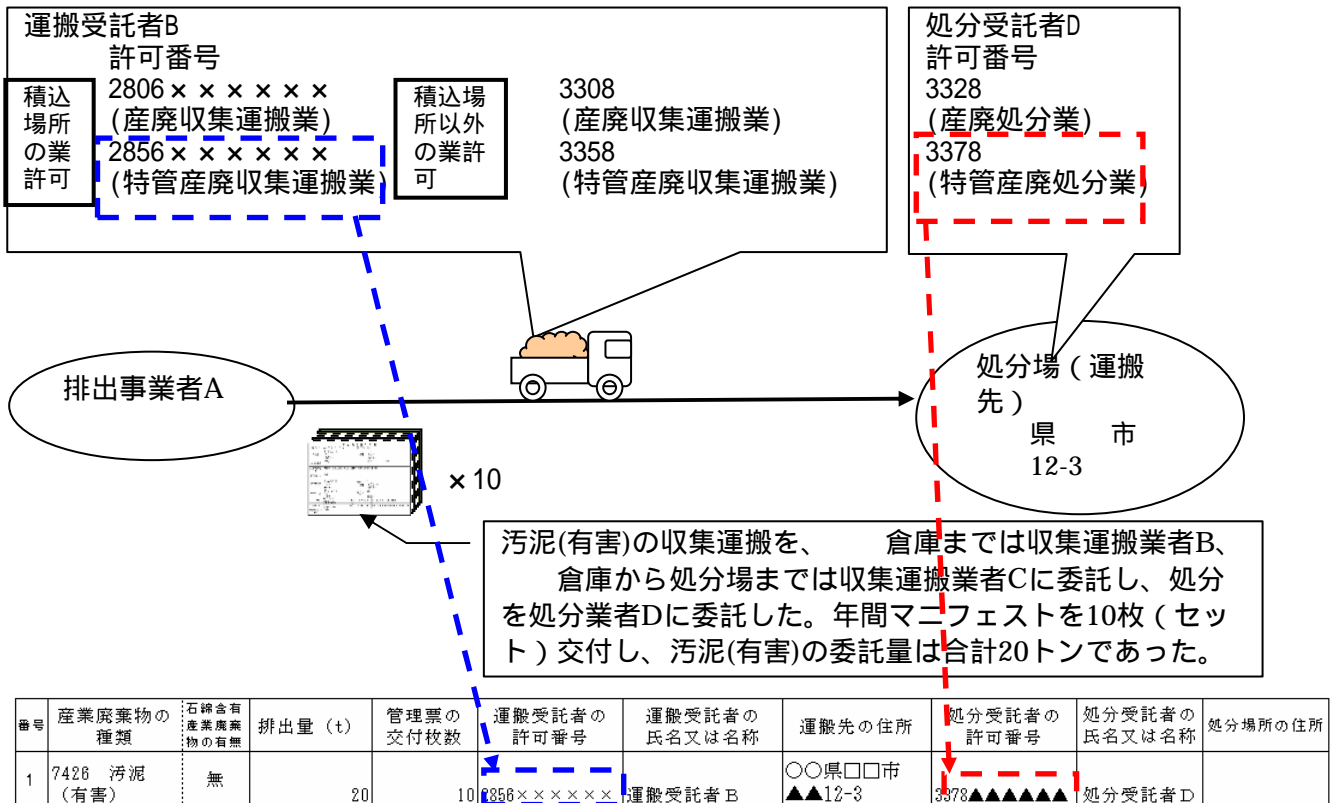 運搬受託者B
許可番号
積込場所の業許可
2806××××××
(産廃収集運搬業)
2856××××××
(特管産廃収集運搬業)
積込場所以外の業許可
3308
(産廃収集運搬業)
3358
(特管産廃収集運搬業)
処分受託者D
許可番号
3328
(産廃処分業)
3378
(特管産廃処分業)
排出事業者A
処分場(運搬
先)
県 市
12-3
×10
汚泥(有害)の収集運搬を、 倉庫までは収集運搬業者B、
倉庫から処分場までは収集運搬業者Cに委託し、処分
を処分業者Dに委託した。年間マニフェストを10枚(セッ
ト)交付し、汚泥(有害)の委託量は合計20トンであった。
番号 産業廃棄物の種類 石綿含有産業廃棄物の有無 排出量(t) 管理票の交付枚数 運搬受託者の許可番号 運搬受託者の氏名又は名称 運搬先の住所 処分受託者の許可番号 処分受託者の氏名又は名称 処分場所の住所
1 7426 汚泥(有害) 無 20 10 2856×××××× 運搬受託者B ○○県□□市▲▲12-3 3378▲▲▲▲▲▲ 処分受託者D